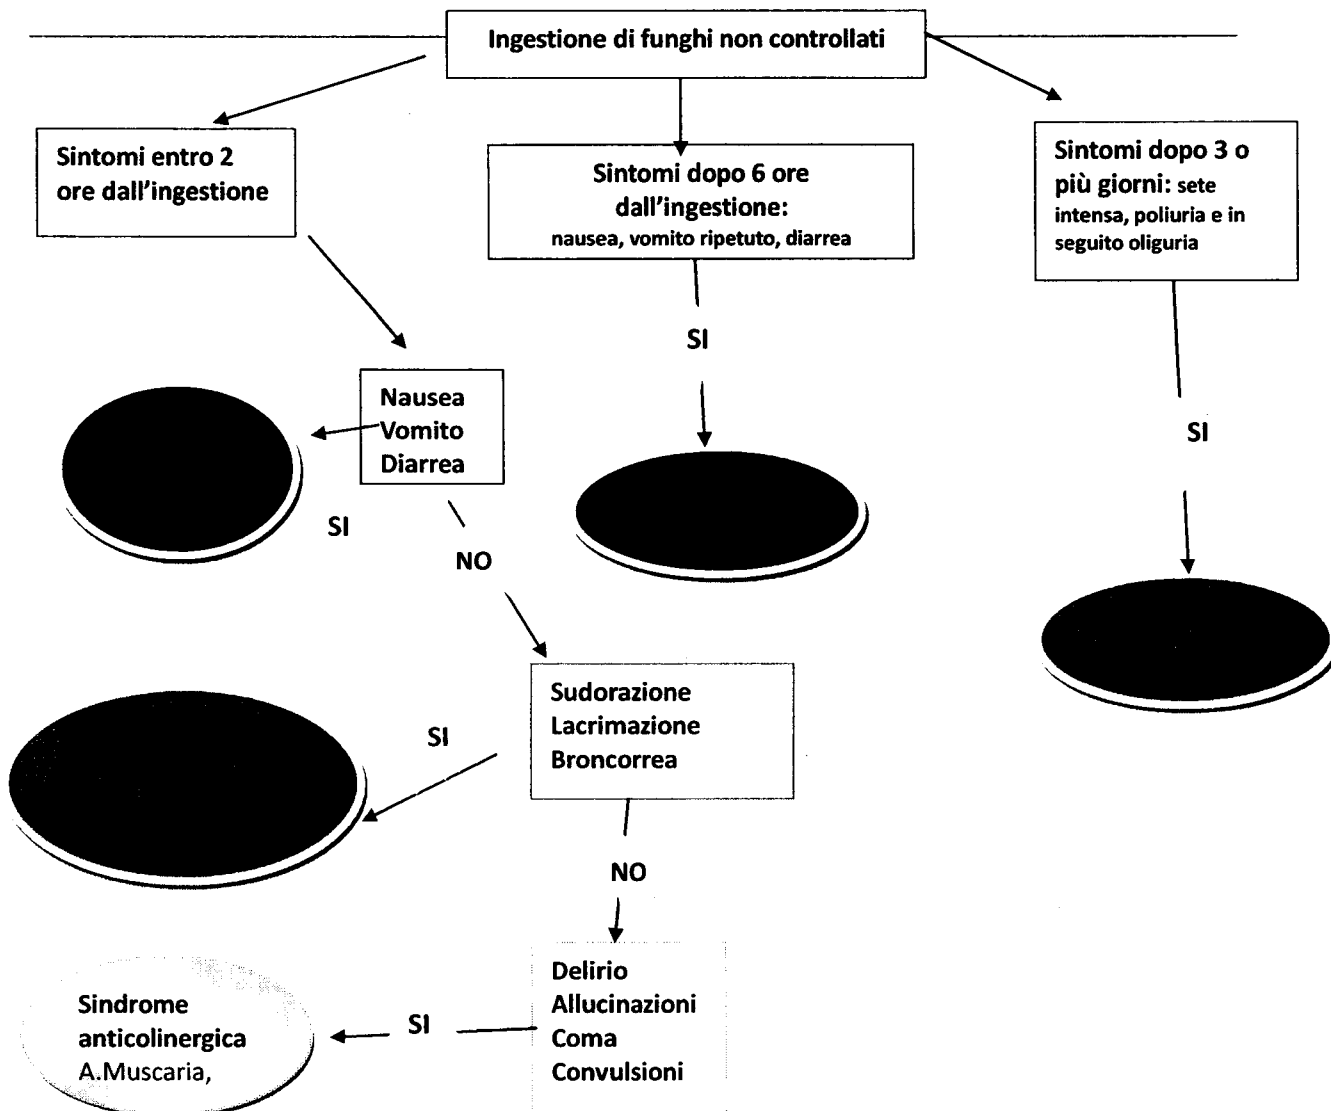 Ingestione di funghi non controllati
Sintomi entro 2
ore dall'ingestione
Sintomi dopo 6 ore
dall'ingestione:
nausea, vomito ripetuto, diarrea
Sintomi dopo 3 o
più giorni: sete
intensa, poliuria e in
seguito oliguria
SI
SI
Nausea
Vomito
Diarrea
SI
NO
Sudorazione
Lacrimazione
Broncorrea
SI
NO
Delirio
Allucinazioni
Coma
Convulsioni
SI
Sindrome
anticolinergica
A.Muscaria,